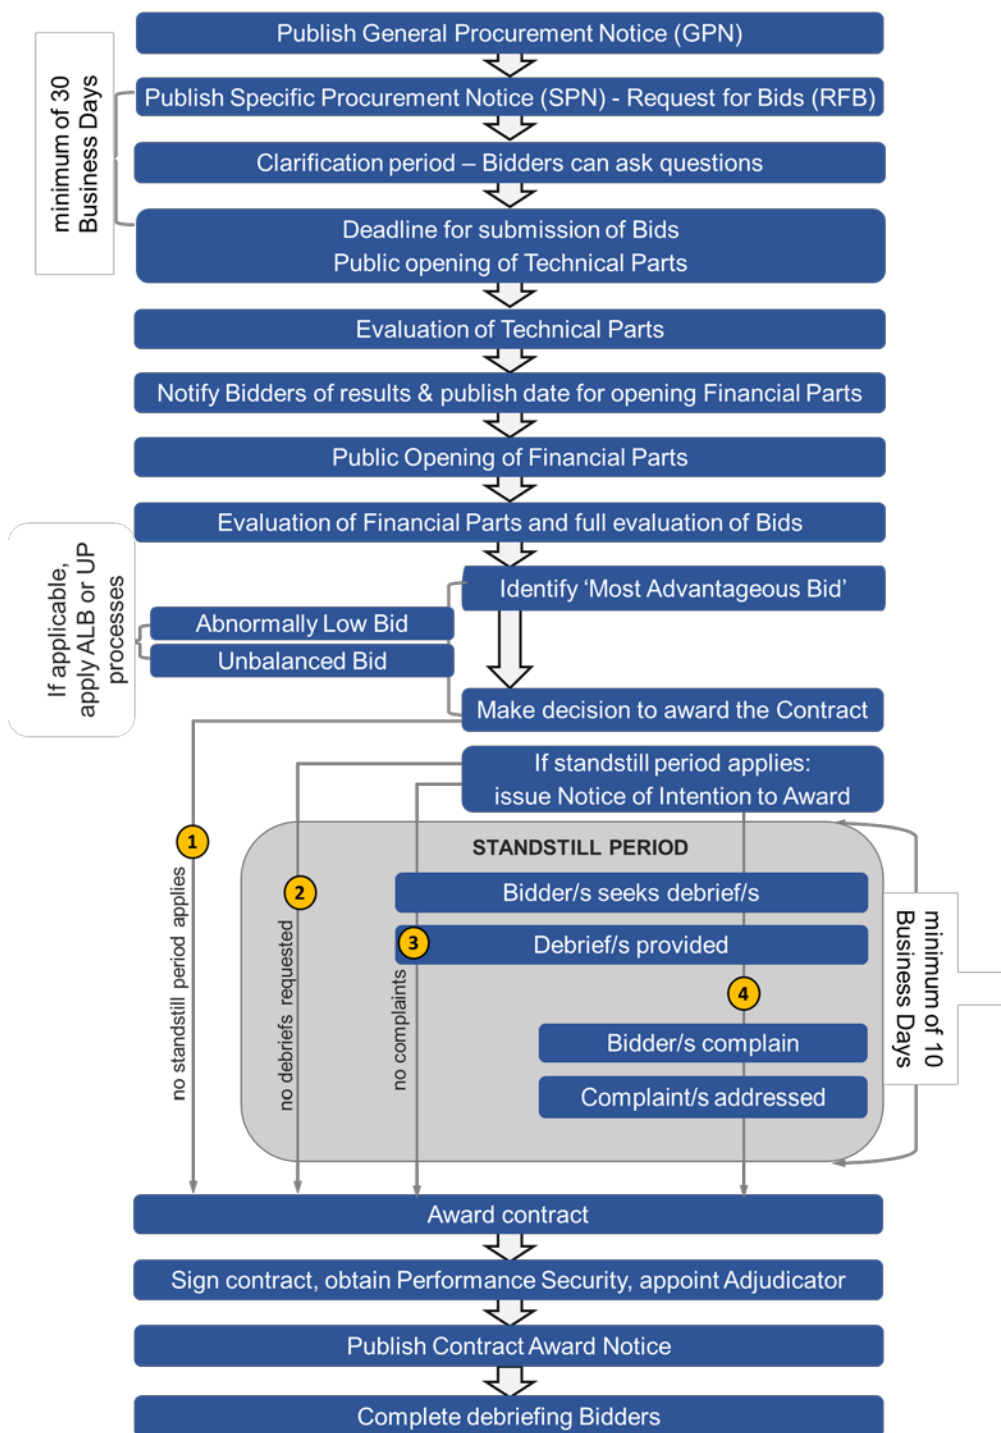 Publish General Procurement Notice (GPN)
minimum of 30
Business Days
Publish Specific Procurement Notice (SPN) - Request for Bids (RFB)
Clarification period – Bidders can ask questions
Deadline for submission of Bids
Public opening of Technical Parts
Evaluation of Technical Parts
Notify Bidders of results & publish date for opening Financial Parts
Public Opening of Financial Parts
Evaluation of Financial Parts and full evaluation of Bids
If applicable,
apply ALB or UP
processes
Identify ‘Most Advantageous Bid’
Abnormally Low Bid
Unbalanced Bid
Make decision to award the Contract
If standstill period applies:
issue Notice of Intention to Award
1
no standstill period applies
2
no debriefs requested
STANDSTILL PERIOD
Bidder/s seeks debrief/s
3
Debrief/s provided
no complaints
4
Bidder/s complain
Complaint/s addressed
minimum of 10
Business Days
Award contract
Sign contract, obtain Performance Security, appoint Adjudicator
Publish Contract Award Notice
Complete debriefing Bidders